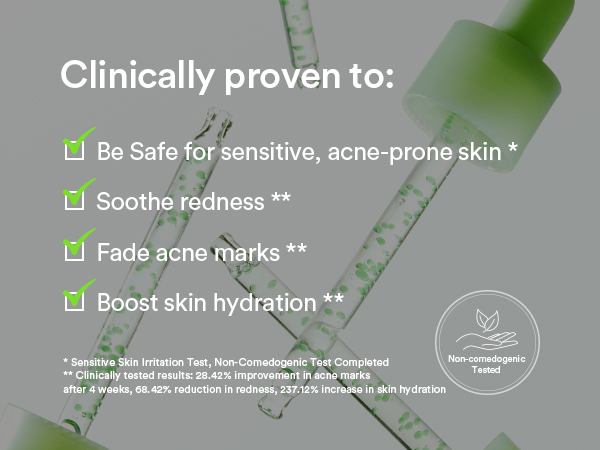 Clinically proven to:
Be Safe for sensitive, acne-prone skin *
Soothe redness **
Fade acne marks **
Boost skin hydration **
* Sensitive Skin Irritation Test, Non-Comedogenic Test Completed
** Clinically tested results: 28.42% improvement in acne marks
after 4 weeks, 68.42% reduction in redness, 237.12% increase in skin hydration
Non-comedogenic
Tested